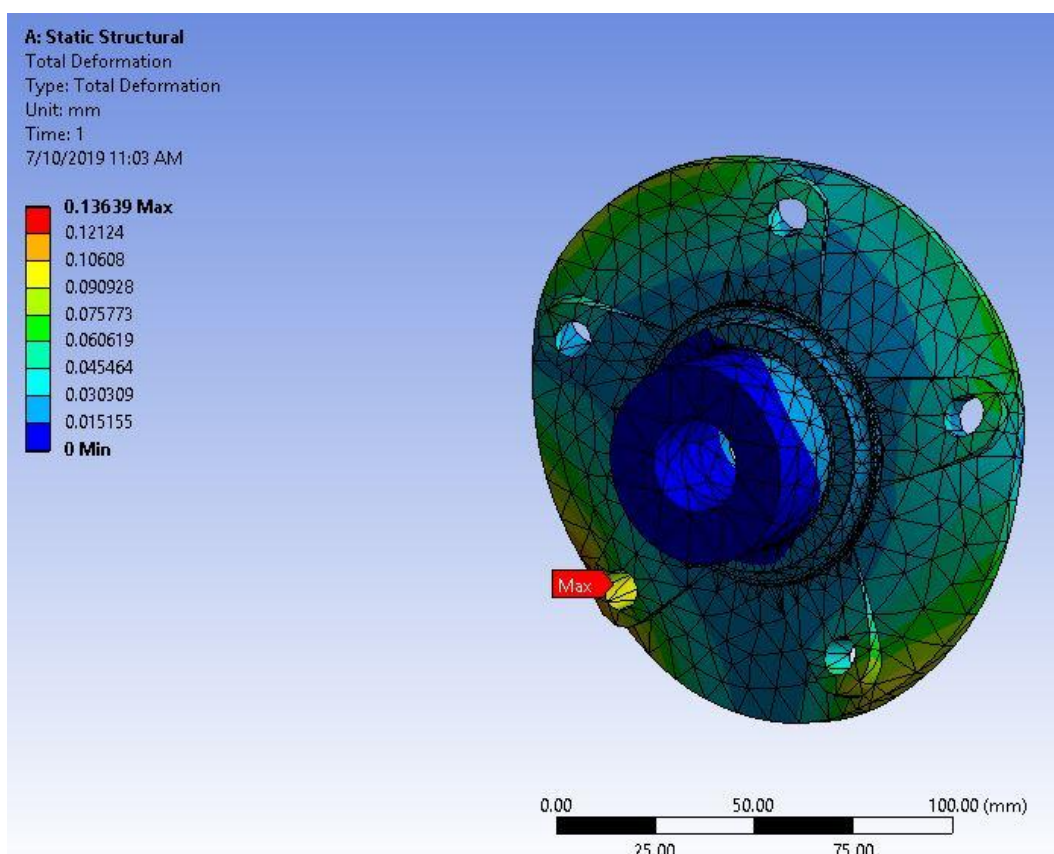 A: Static Structural
Total Deformation
Type: Total Deformation
Unit: mm
Time: 1
7/10/2019 11:03 AM
0.13639 Max
0.12124
0.10608
0.090928
0.075773
0.060619
0.045464
0.030309
0.015155
0 Min
Max
0.00 50.00 100.00 (mm)
25.00 75.00